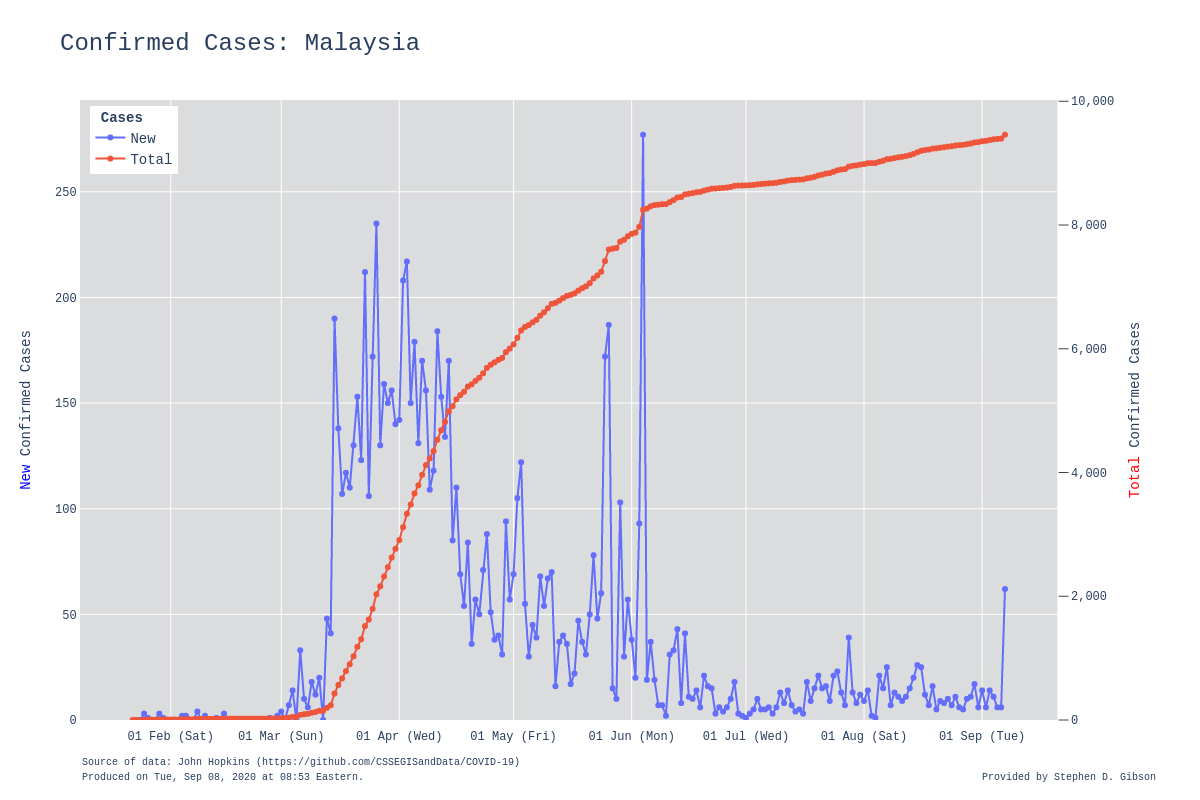 Confirmed Cases: Malaysia
Cases
New
Total
10,000
8,000
6,000
4,000
2,000
0
250
200
150
100
50
0
New Confirmed Cases
Total Confirmed Cases
01 Feb (Sat) 01 Mar (Sun) 01 Apr (Wed) 01 May (Fri) 01 Jun (Mon) 01 Jul (Wed) 01 Aug (Sat) 01 Sep (Tue)
Source of data: John Hopkins (https://github.com/CSSEGISandData/COVID-19)
Produced on Tue, Sep 08, 2020 at 08:53 Eastern.
Provided by Stephen D. Gibson